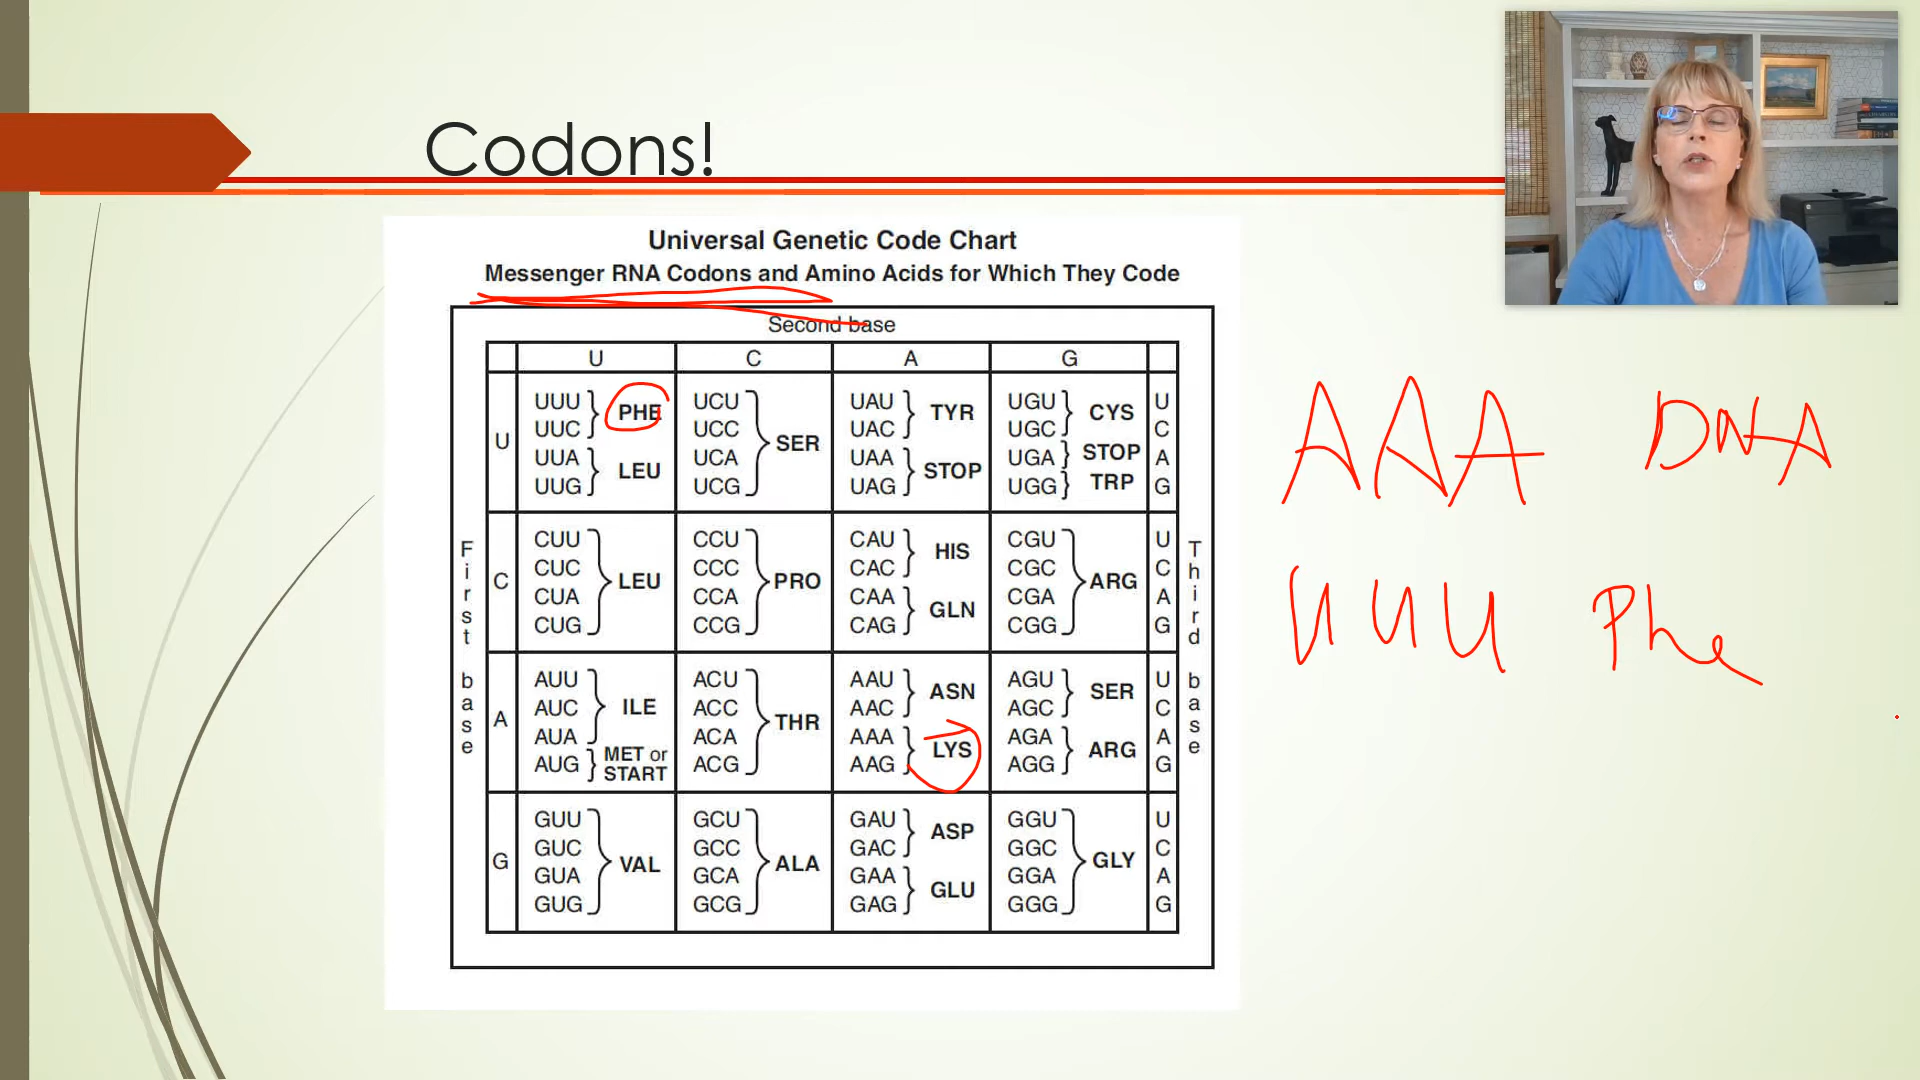 Codons!
Universal Genetic Code Chart
Messenger RNA Codons and Amino Acids for Which They Code
Second base
U C A G
First base
Third base
U
UUU PHE UCU UAU TYR UGU CYS U
UUC UCC SER UAC UGC C
UUA LEU UCA UAA STOP UGA STOP A
UUG UCG UAG UGG TRP G
C
CUU CCU CAU HIS CGU U
CUC LEU CCC PRO CAC CGC ARG C
CUA CCA CAA GLN CGA A
CUG CCG CAG CGG G
A
AUU ACU AAU ASN AGU SER U
AUC ILE ACC THR AAC AGC C
AUA ACA AAA LYS AGA ARG A
AUG MET or START ACG AAG AGG G
G
GUU GCU GAU ASP GGU U
GUC VAL GCC ALA GAC GGC GLY C
GUA GCA GAA GLU GGA A
GUG GCG GAG GGG G
AAA DNA
UUU Phe